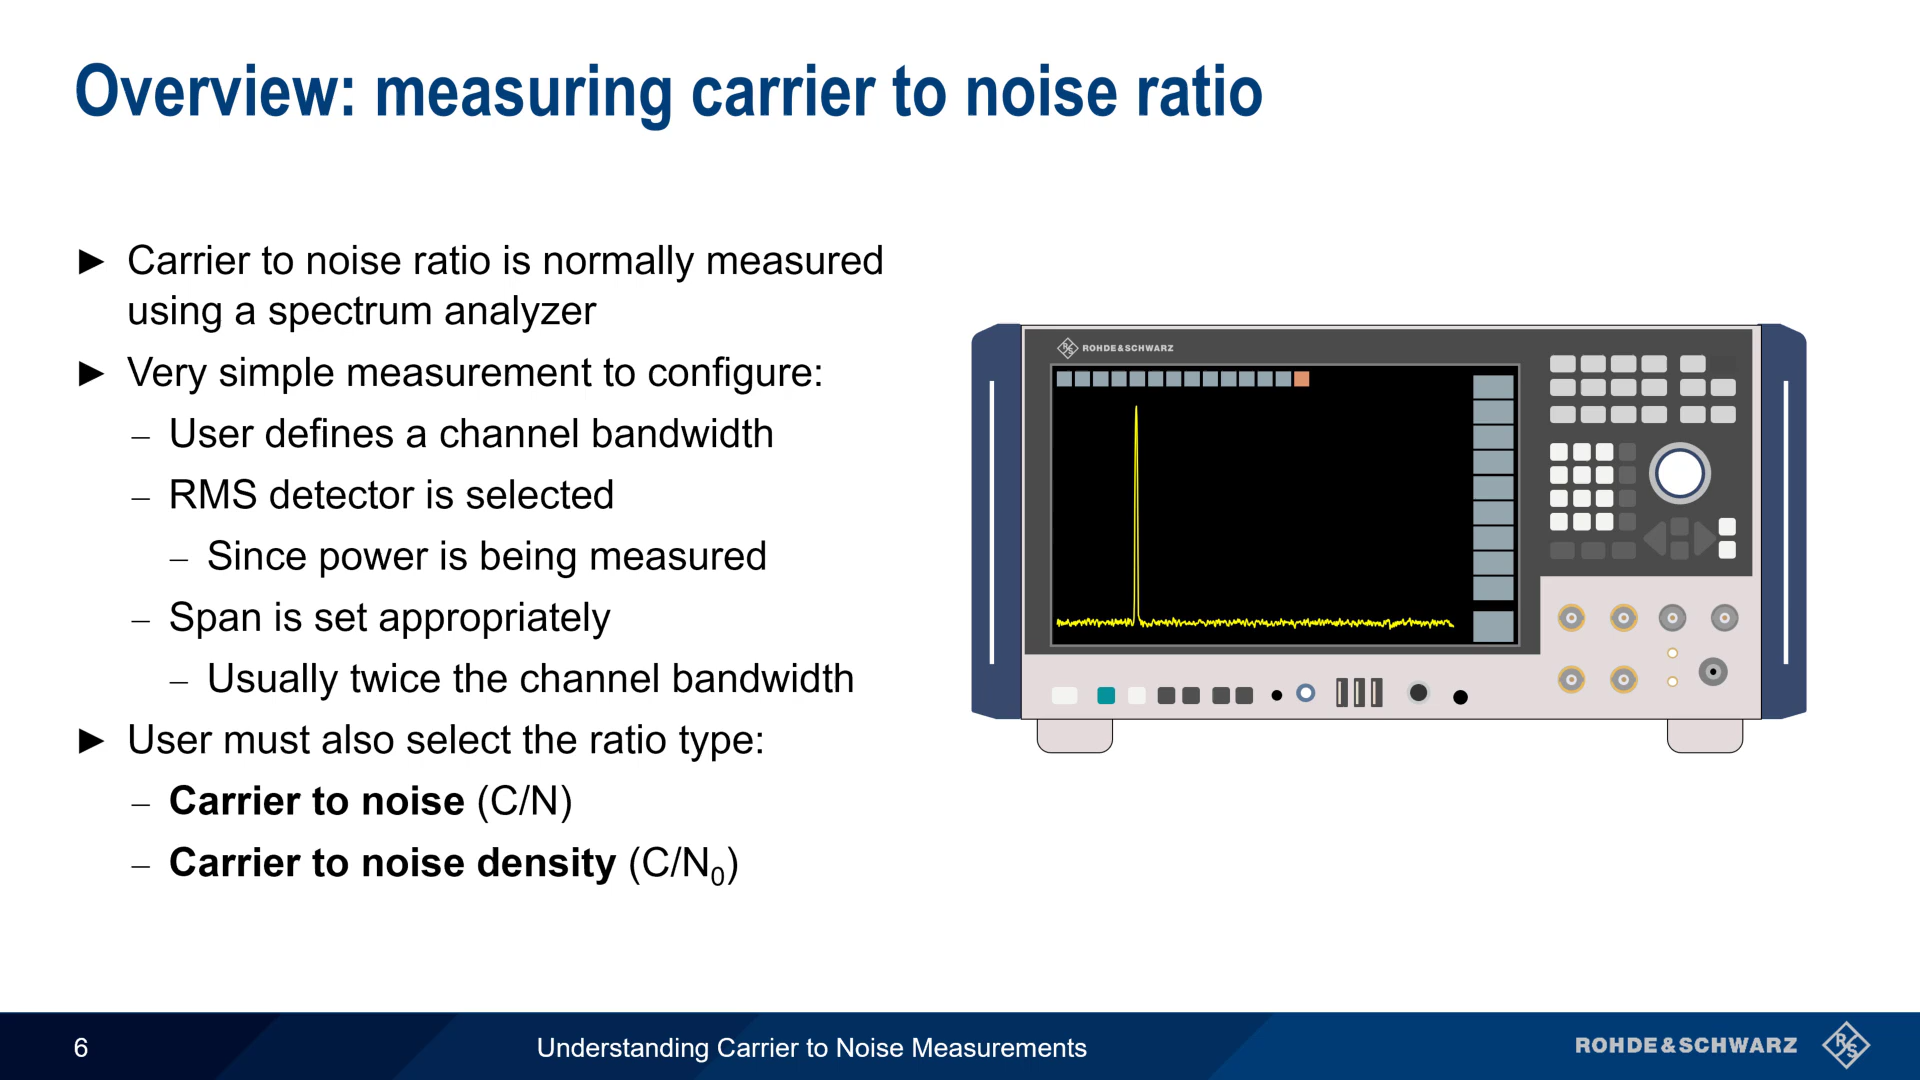 Overview: measuring carrier to noise ratio
► Carrier to noise ratio is normally measured
using a spectrum analyzer
► Very simple measurement to configure:
– User defines a channel bandwidth
– RMS detector is selected
– Since power is being measured
– Span is set appropriately
– Usually twice the channel bandwidth
► User must also select the ratio type:
– Carrier to noise (C/N)
– Carrier to noise density (C/N₀)
R&S ROHDE&SCHWARZ
6
Understanding Carrier to Noise Measurements
ROHDE&SCHWARZ R&S